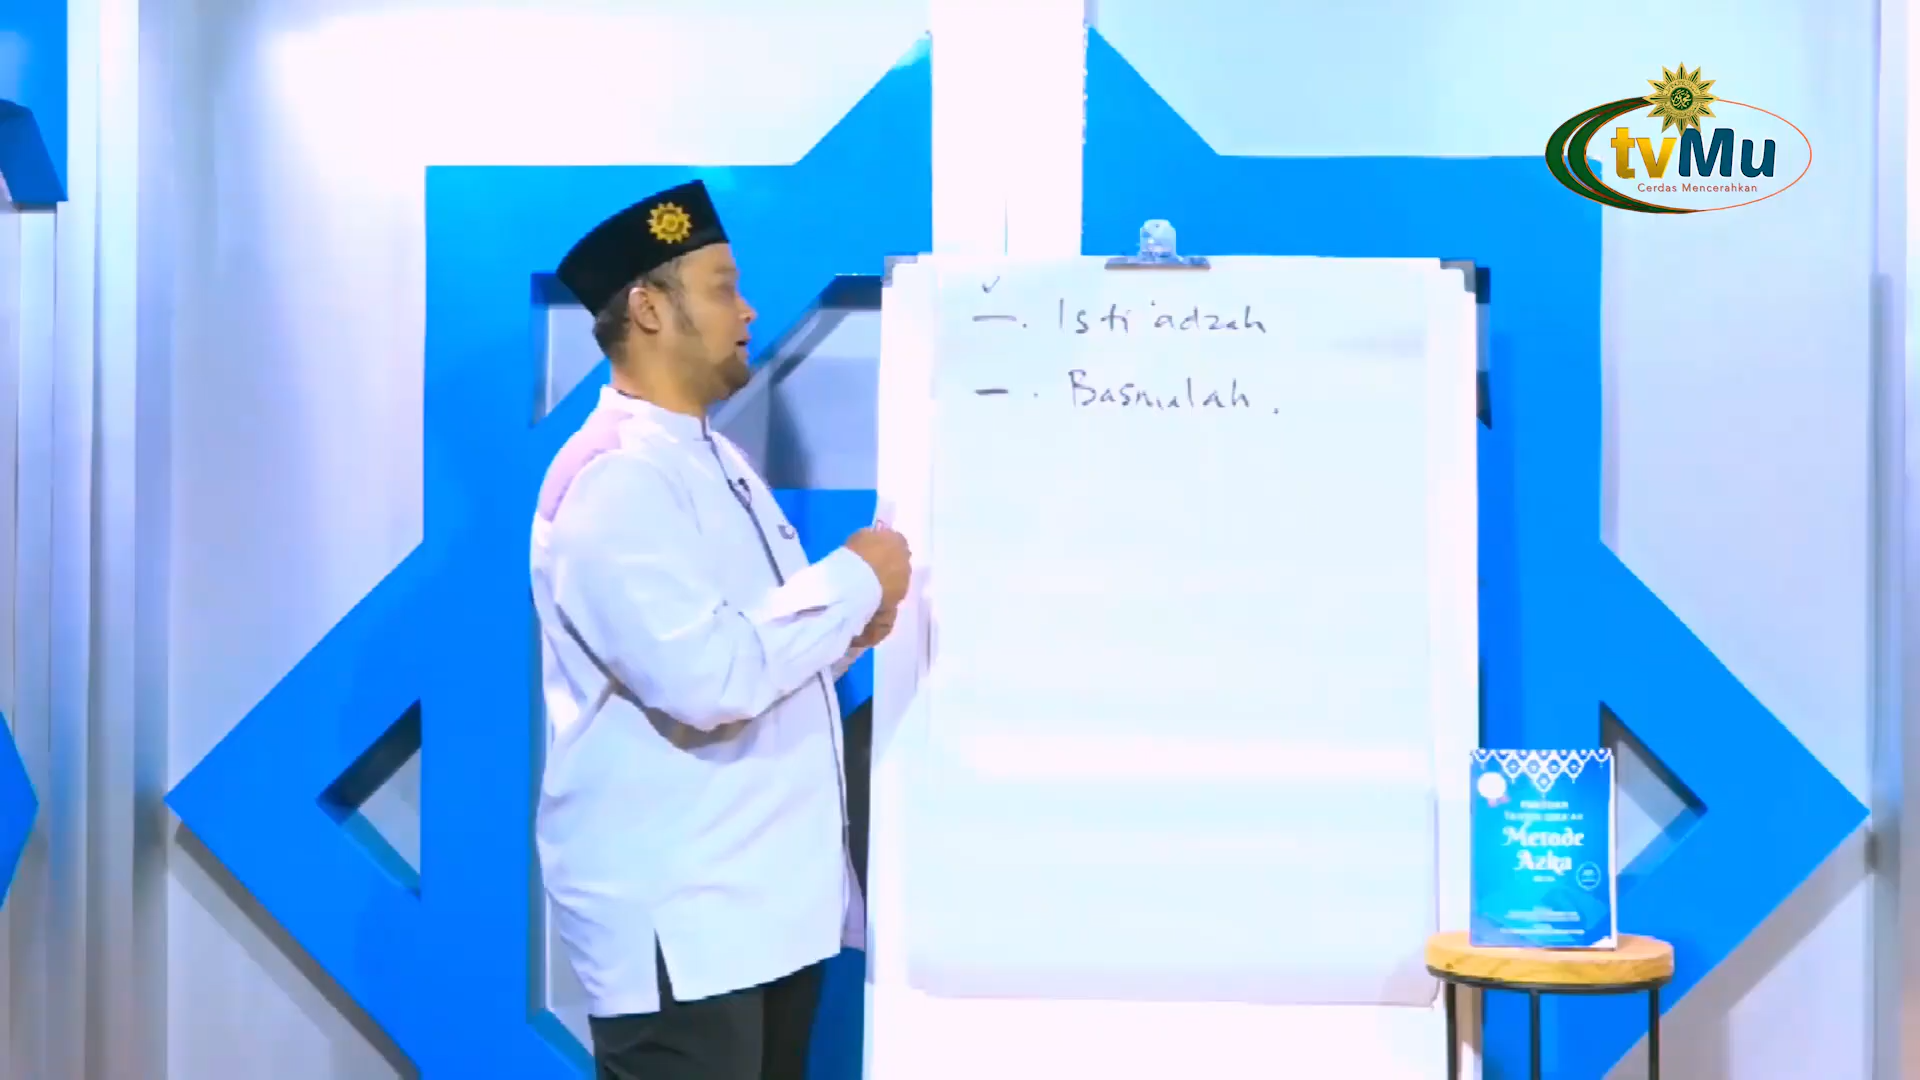 tvMu
Cerdas Mencerahkan
Isti'adzah
Basmalah.
Metode
Azka